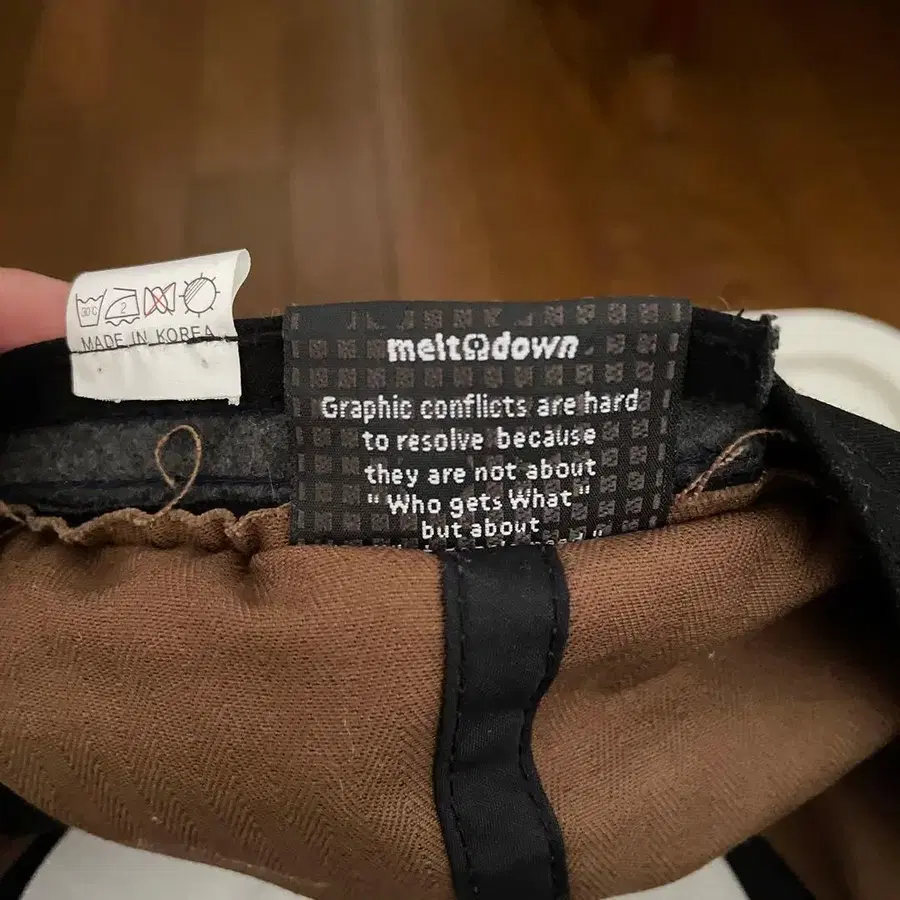 30 C
2
MADE IN KOREA
meltΩdown
Graphic conflicts are hard
to resolve because
they are not about
" Who gets What "
but about